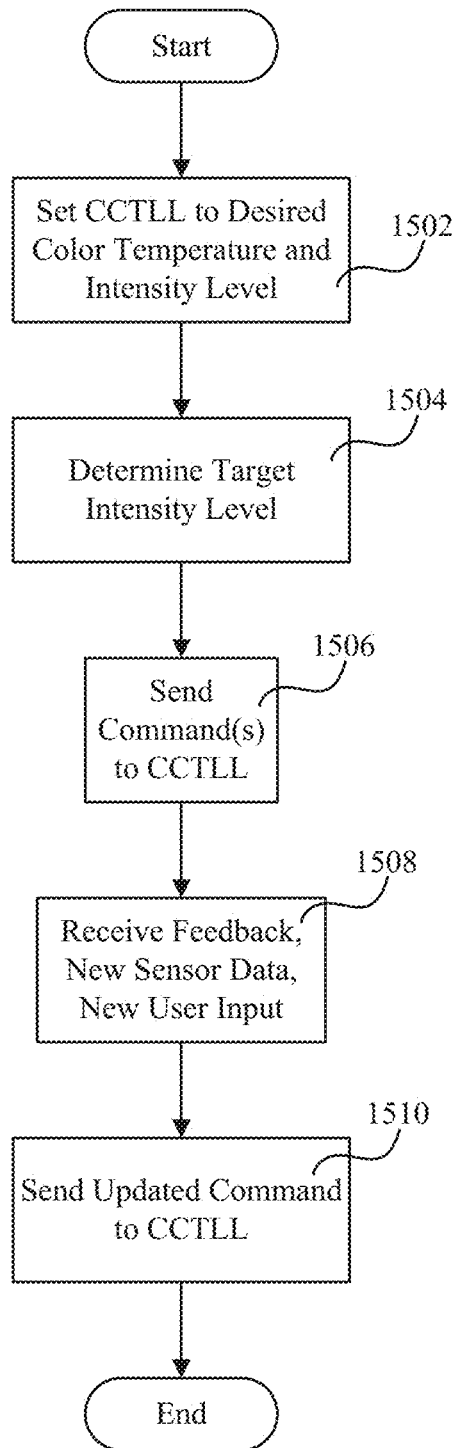 Start
Set CCTLL to Desired
Color Temperature and
Intensity Level
1502
Determine Target
Intensity Level
1504
Send
Command(s)
to CCTLL
1506
Receive Feedback,
New Sensor Data,
New User Input
1508
Send Updated Command
to CCTLL
1510
End